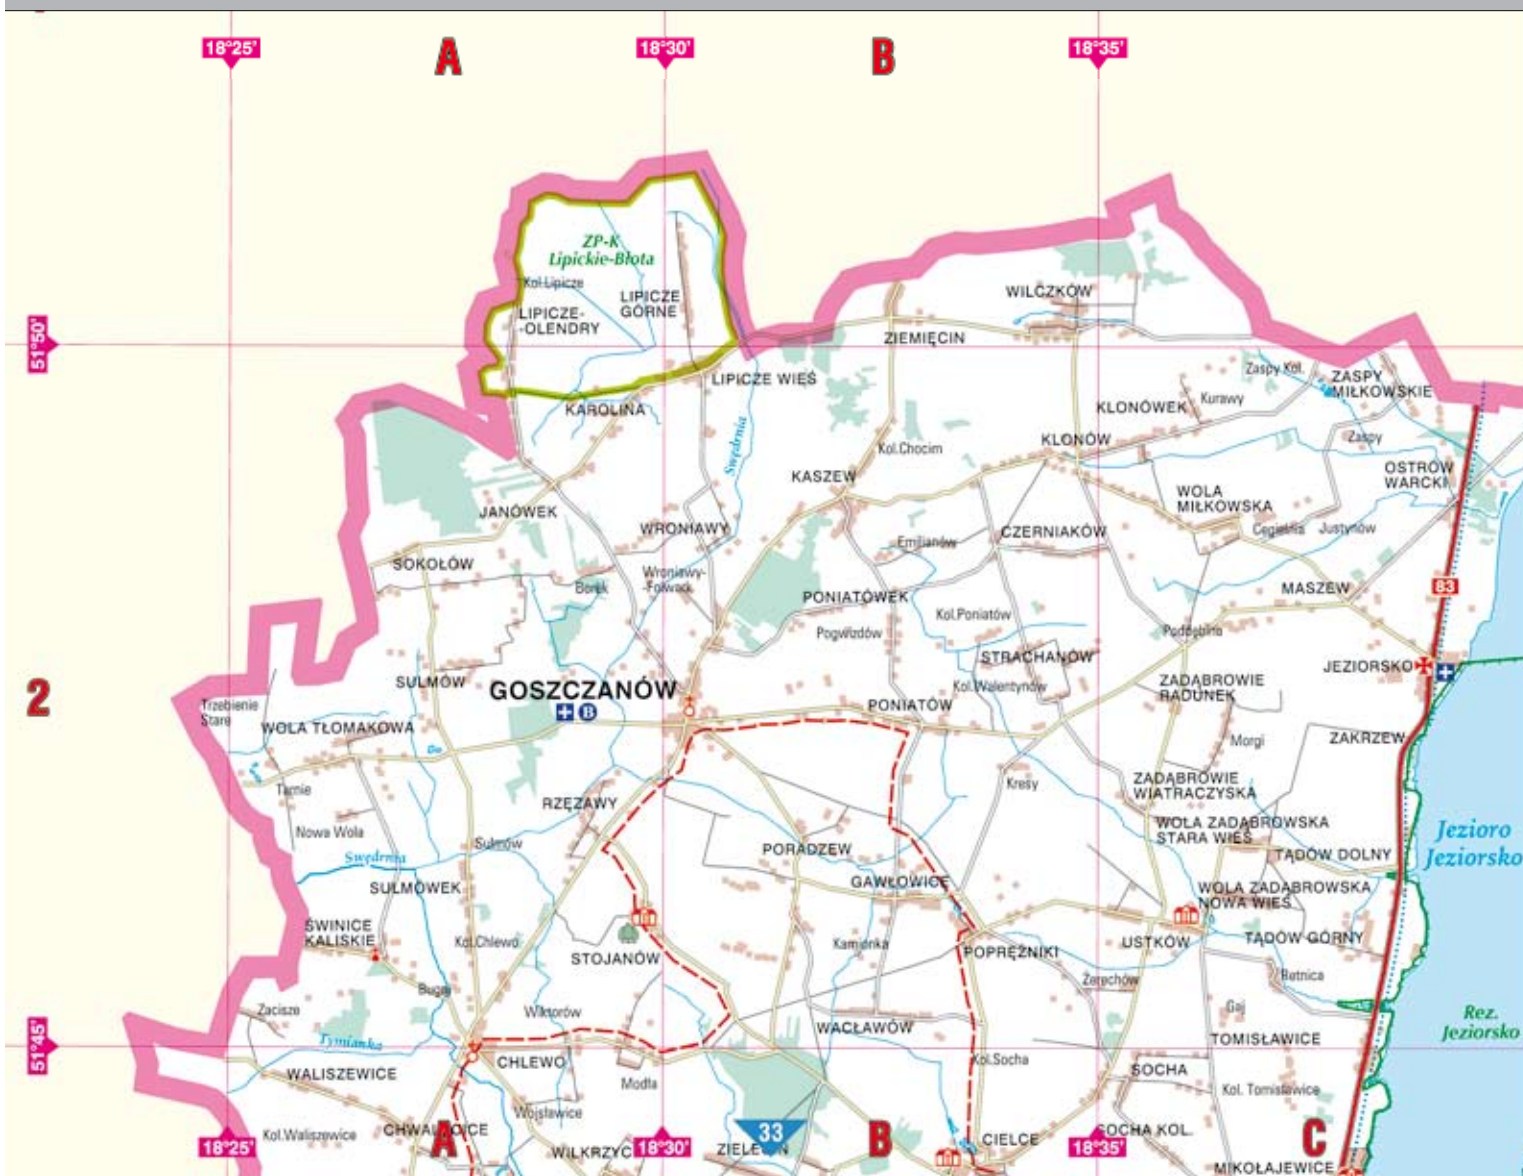 18°25'
A
18°30'
B
18°35'
ZP-K
Lipickie-Błota
Kol.Lipicze
LIPICZE-
-OLENDRY
LIPICZE
GÓRNE
WILCZKÓW
51°50'
ZIEMIĘCIN
LIPICZE WIEŚ
KAROLINA
Zaspy Kol.
ZASPY
MIŁKOWSKIE
Kurawy
KLONÓWEK
KLONÓW
Zaspy
Swędrnia
Kol.Chocim
KASZEW
OSTRÓW
WARCKI
WOLA
MIŁKOWSKA
JANÓWEK
WRONIAWY
Emilianów
CZERNIAKÓW
Cegielnia
Justynów
SOKOŁÓW
Borek
Wroniawy-
-Folwark
PONIATÓWEK
MASZEW
83
Kol.Poniatów
Pogwizdów
Poddębina
STRACHANÓW
JEZIORSKO
SULMÓW
GOSZCZANÓW
B
Kol.Walentynów
ZADĄBROWIE
RADUNEK
2
Trzebienie
Stare
WOLA TŁOMAKOWA
PONIATÓW
Morgi
ZAKRZEW
Tarnie
RZĘZAWY
Kresy
ZADĄBROWIE
WIATRACZYSKA
Nowa Wola
Sulmów
PORADZEW
WOLA ZADĄBROWSKA
STARA WIEŚ
Jezioro
Jeziorsko
Swędrnia
TĄDÓW DOLNY
SULMÓWEK
GAWŁOWICE
WOLA ZADĄBROWSKA
NOWA WIEŚ
ŚWINICE
KALISKIE
Kol.Chlewo
STOJANÓW
Kamionka
POPRĘŻNIKI
USTKÓW
TĄDÓW GÓRNY
Bugaj
Żerechów
Retnica
Zacisze
Wiktorów
Gaj
Rez.
Jeziorsko
WACŁAWÓW
TOMISŁAWICE
51°45'
Tymianka
CHLEWO
Kol.Socha
SOCHA
WALISZEWICE
Modła
Kol. Tomisławice
Wojsławice
Kol.Waliszewice
18°25'
A
18°30'
33
B
CIELCE
18°35'
SOCHA KOL.
C
MIKOŁAJEWICE